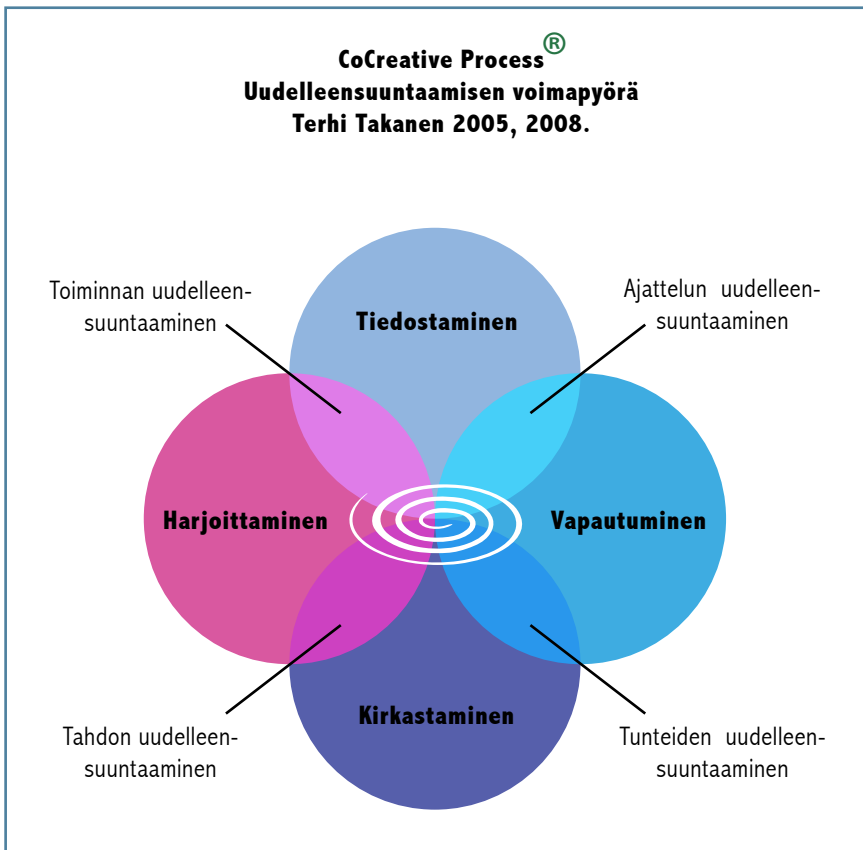 CoCreative Process®
Uudelleensuuntaamisen voimapyörä
Terhi Takanen 2005, 2008.
Toiminnan uudelleen-
suuntaaminen
Ajattelun uudelleen-
suuntaaminen
Tiedostaminen
Harjoittaminen
Vapautuminen
Kirkastaminen
Tahdon uudelleen-
suuntaaminen
Tunteiden uudelleen-
suuntaaminen